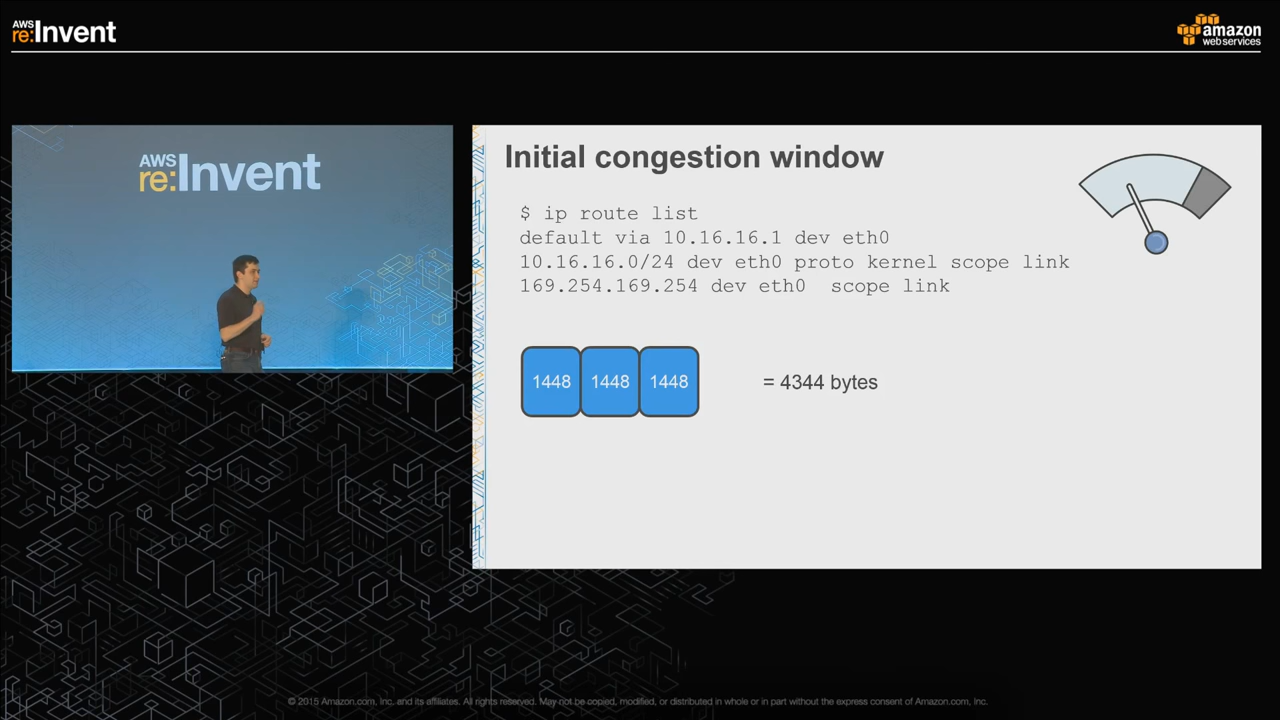 AWS
re:Invent
amazon
web services
AWS
re:Invent
Initial congestion window
$ ip route list
default via 10.16.16.1 dev eth0
10.16.16.0/24 dev eth0 proto kernel scope link
169.254.169.254 dev eth0  scope link
1448 1448 1448 = 4344 bytes
© 2015 Amazon.com, Inc. and its affiliates. All rights reserved. May not be copied, modified, or distributed in whole or in part without the express consent of Amazon.com, Inc.